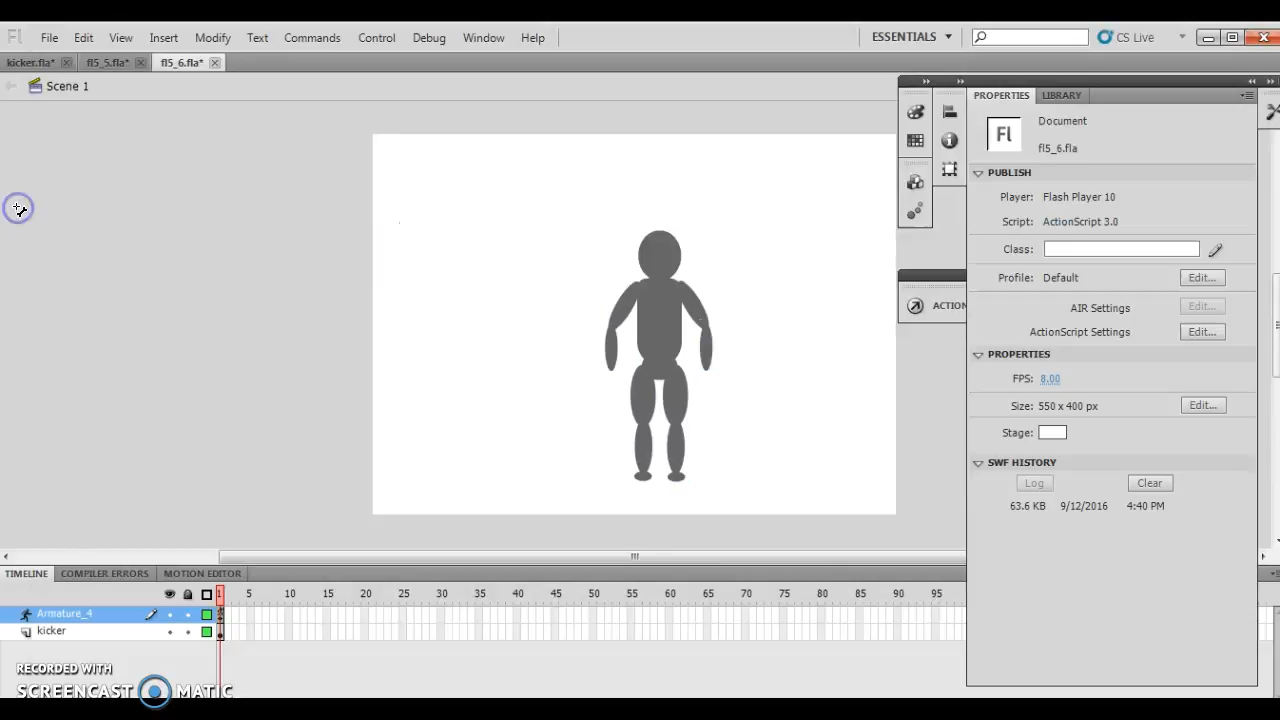 Fl File Edit View Insert Modify Text Commands Control Debug Window Help ESSENTIALS CS Live
kicker.fla* fl5_5.fla* fl5_6.fla*
Scene 1
PROPERTIES LIBRARY
Fl Document
fl5_6.fla
PUBLISH
Player: Flash Player 10
Script: ActionScript 3.0
Class:
Profile: Default Edit...
ACTION
AIR Settings Edit...
ActionScript Settings Edit...
PROPERTIES
FPS: 8.00
Size: 550 x 400 px Edit...
Stage:
SWF HISTORY
Log Clear
63.6 KB 9/12/2016 4:40 PM
TIMELINE COMPILER ERRORS MOTION EDITOR
1 5 10 15 20 25 30 35 40 45 50 55 60 65 70 75 80 85 90 95
Armature_4
kicker
RECORDED WITH
SCREENCAST MATIC